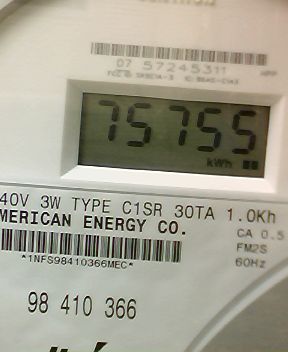 07 57245311
75755
kWh
40V 3W TYPE C1SR 30TA 1.0Kh
MERICAN ENERGY CO.
CA 0.5
FM2S
60Hz
*1NFS98410366MEC*
98 410 366